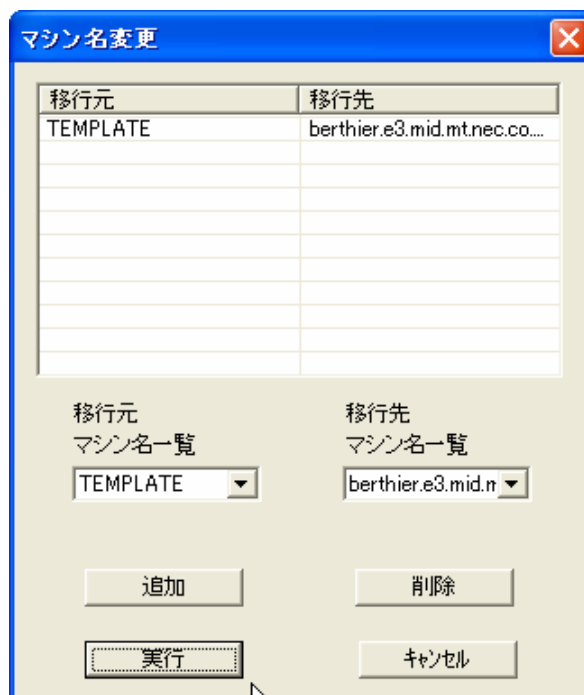 マシン名変更
移行元 移行先
TEMPLATE berthier.e3.mid.mt.nec.co....
移行元 移行先
マシン名一覧 マシン名一覧
TEMPLATE berthier.e3.mid.m
追加 削除
実行 キャンセル